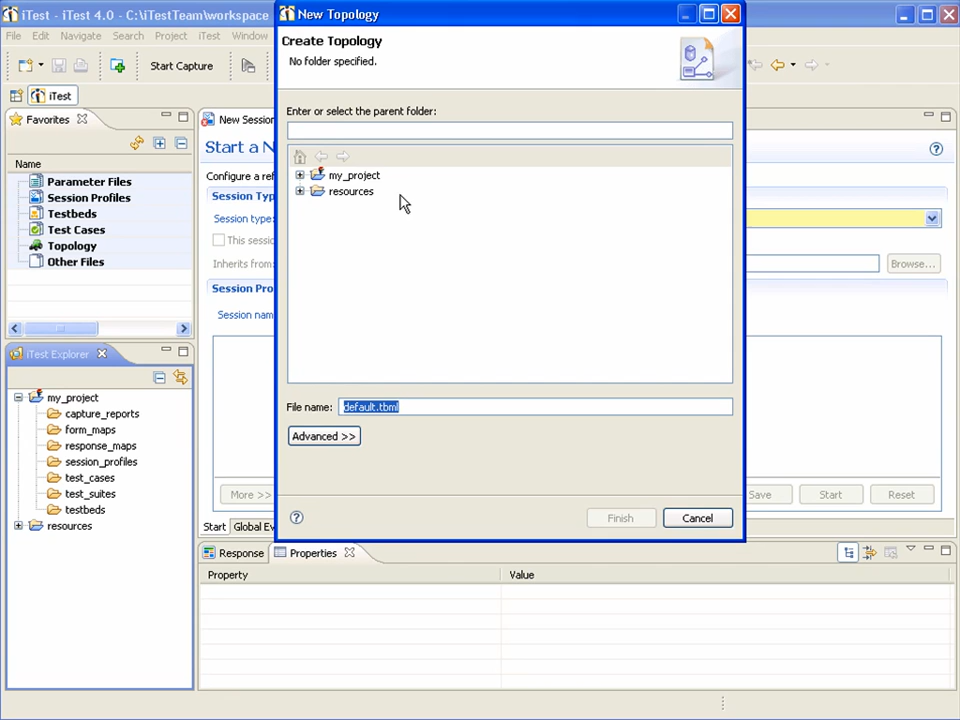 iTest - iTest 4.0 - C:\iTestTeam\workspace
New Topology
File Edit Navigate Search Project iTest Window
Create Topology
No folder specified.
Start Capture
iTest
Enter or select the parent folder:
Favorites
New Sessio
Start a N
Configure a re
Name
Parameter Files
Session Profiles
Testbeds
Test Cases
Topology
Other Files
my_project
resources
Session Typ
Session type:
This sessi
Inherits from:
Browse...
Session Pro
Session nam
iTest Explorer
my_project
capture_reports
form_maps
response_maps
session_profiles
test_cases
test_suites
testbeds
resources
File name: default.tbml
Advanced >>
More >>
Save
Start
Reset
Finish
Cancel
Start
Global Ev
Response
Properties
Property
Value